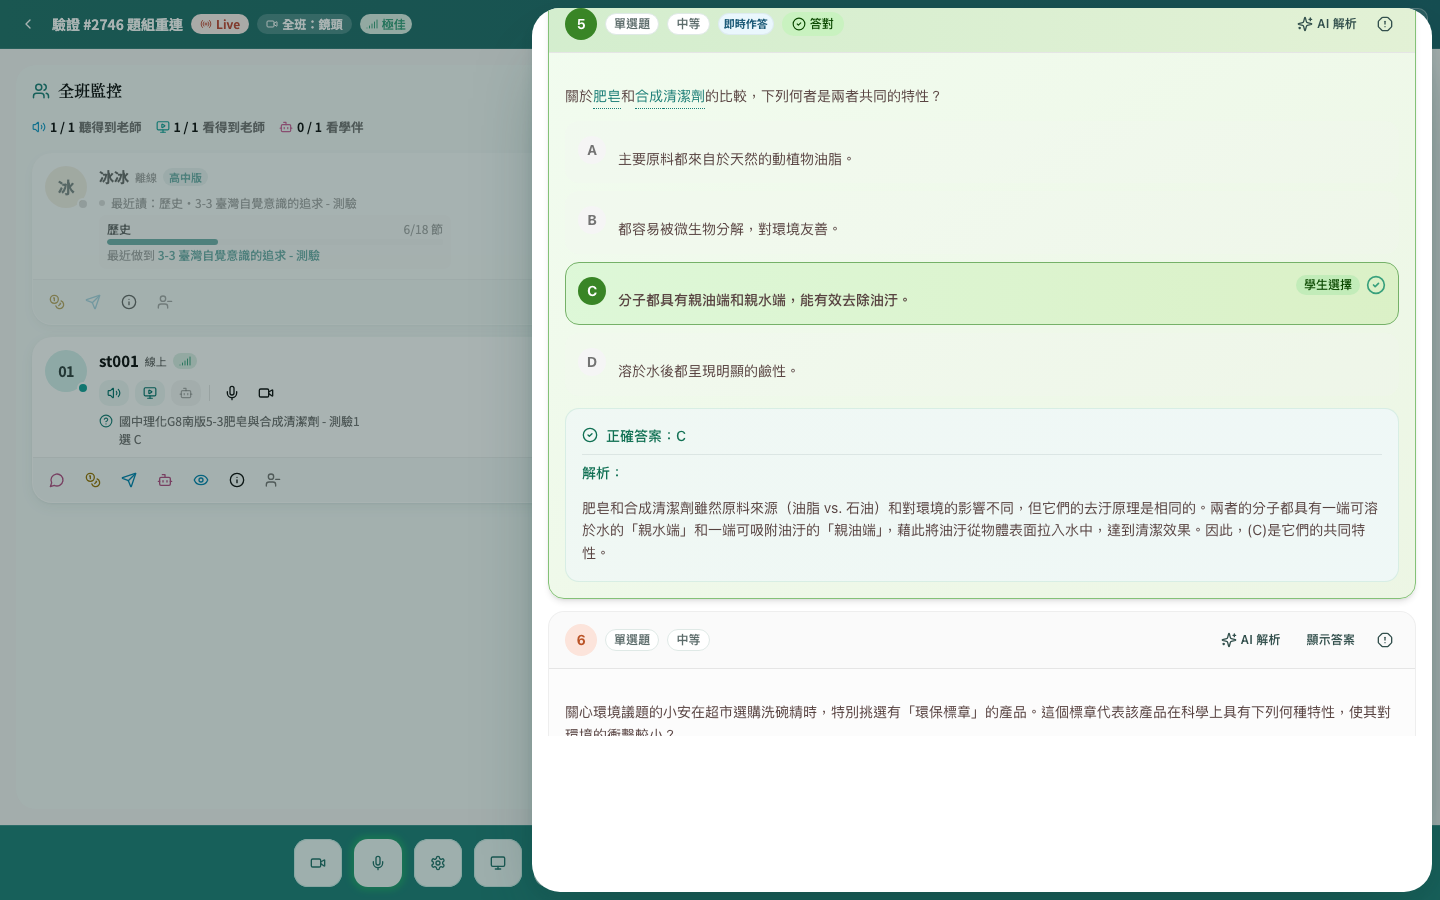 驗證 #2746 題組重連
Live
全班：鏡頭
極佳
全班監控
1 / 1 聽得到老師
1 / 1 看得到老師
0 / 1 看學伴
冰
冰冰 離線 高中版
最近讀：歷史・3-3 臺灣自覺意識的追求 - 測驗
歷史 6/18 節
最近做到 3-3 臺灣自覺意識的追求 - 測驗
01
st001 線上
國中理化G8南版5-3肥皂與合成清潔劑 - 測驗1
選 C
5 單選題 中等 即時作答 答對 AI 解析
關於肥皂和合成清潔劑的比較，下列何者是兩者共同的特性？
A 主要原料都來自於天然的動植物油脂。
B 都容易被微生物分解，對環境友善。
C 分子都具有親油端和親水端，能有效去除油汙。 學生選擇
D 溶於水後都呈現明顯的鹼性。
正確答案：C
解析：
肥皂和合成清潔劑雖然原料來源（油脂 vs. 石油）和對環境的影響不同，但它們的去汙原理是相同的。兩者的分子都具有一端可溶
於水的「親水端」和一端可吸附油汙的「親油端」，藉此將油汙從物體表面拉入水中，達到清潔效果。因此，(C)是它們的共同特
性。
6 單選題 中等 AI 解析 顯示答案
關心環境議題的小安在超市選購洗碗精時，特別挑選有「環保標章」的產品。這個標章代表該產品在科學上具有下列何種特性，使其對
環境的衝擊較小？